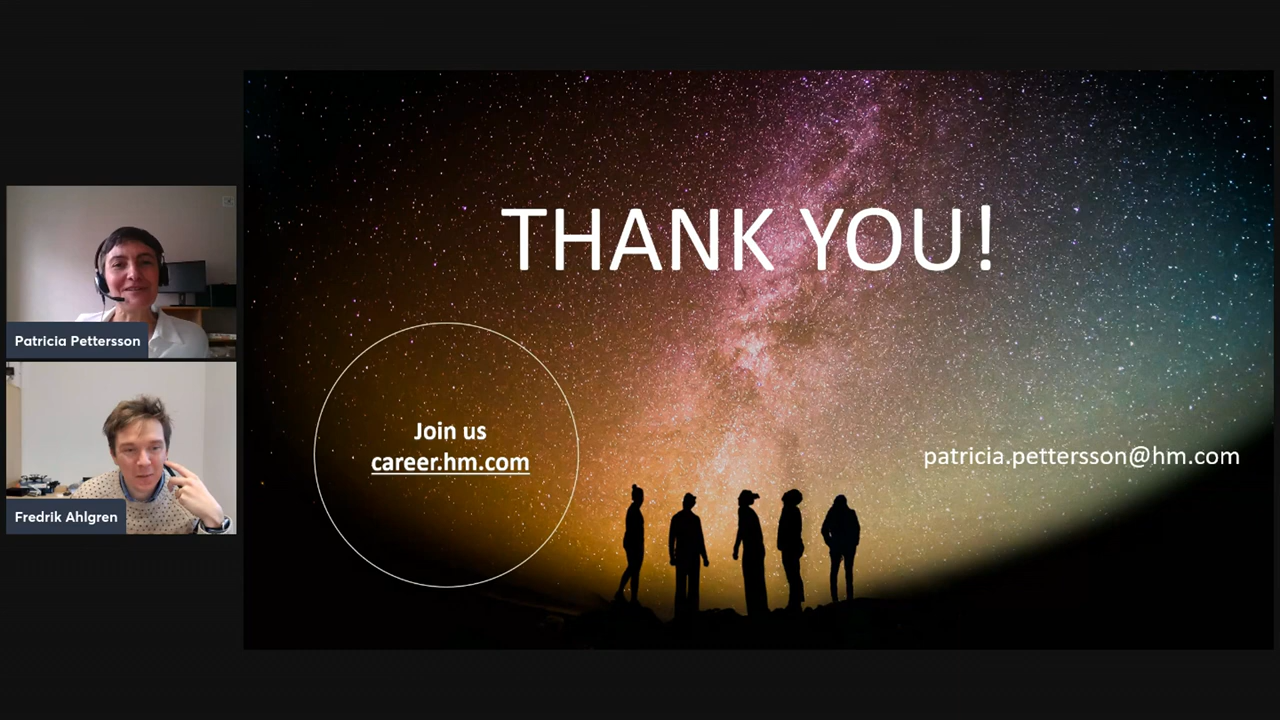 THANK YOU!
Patricia Pettersson
Join us
career.hm.com
patricia.pettersson@hm.com
Fredrik Ahlgren